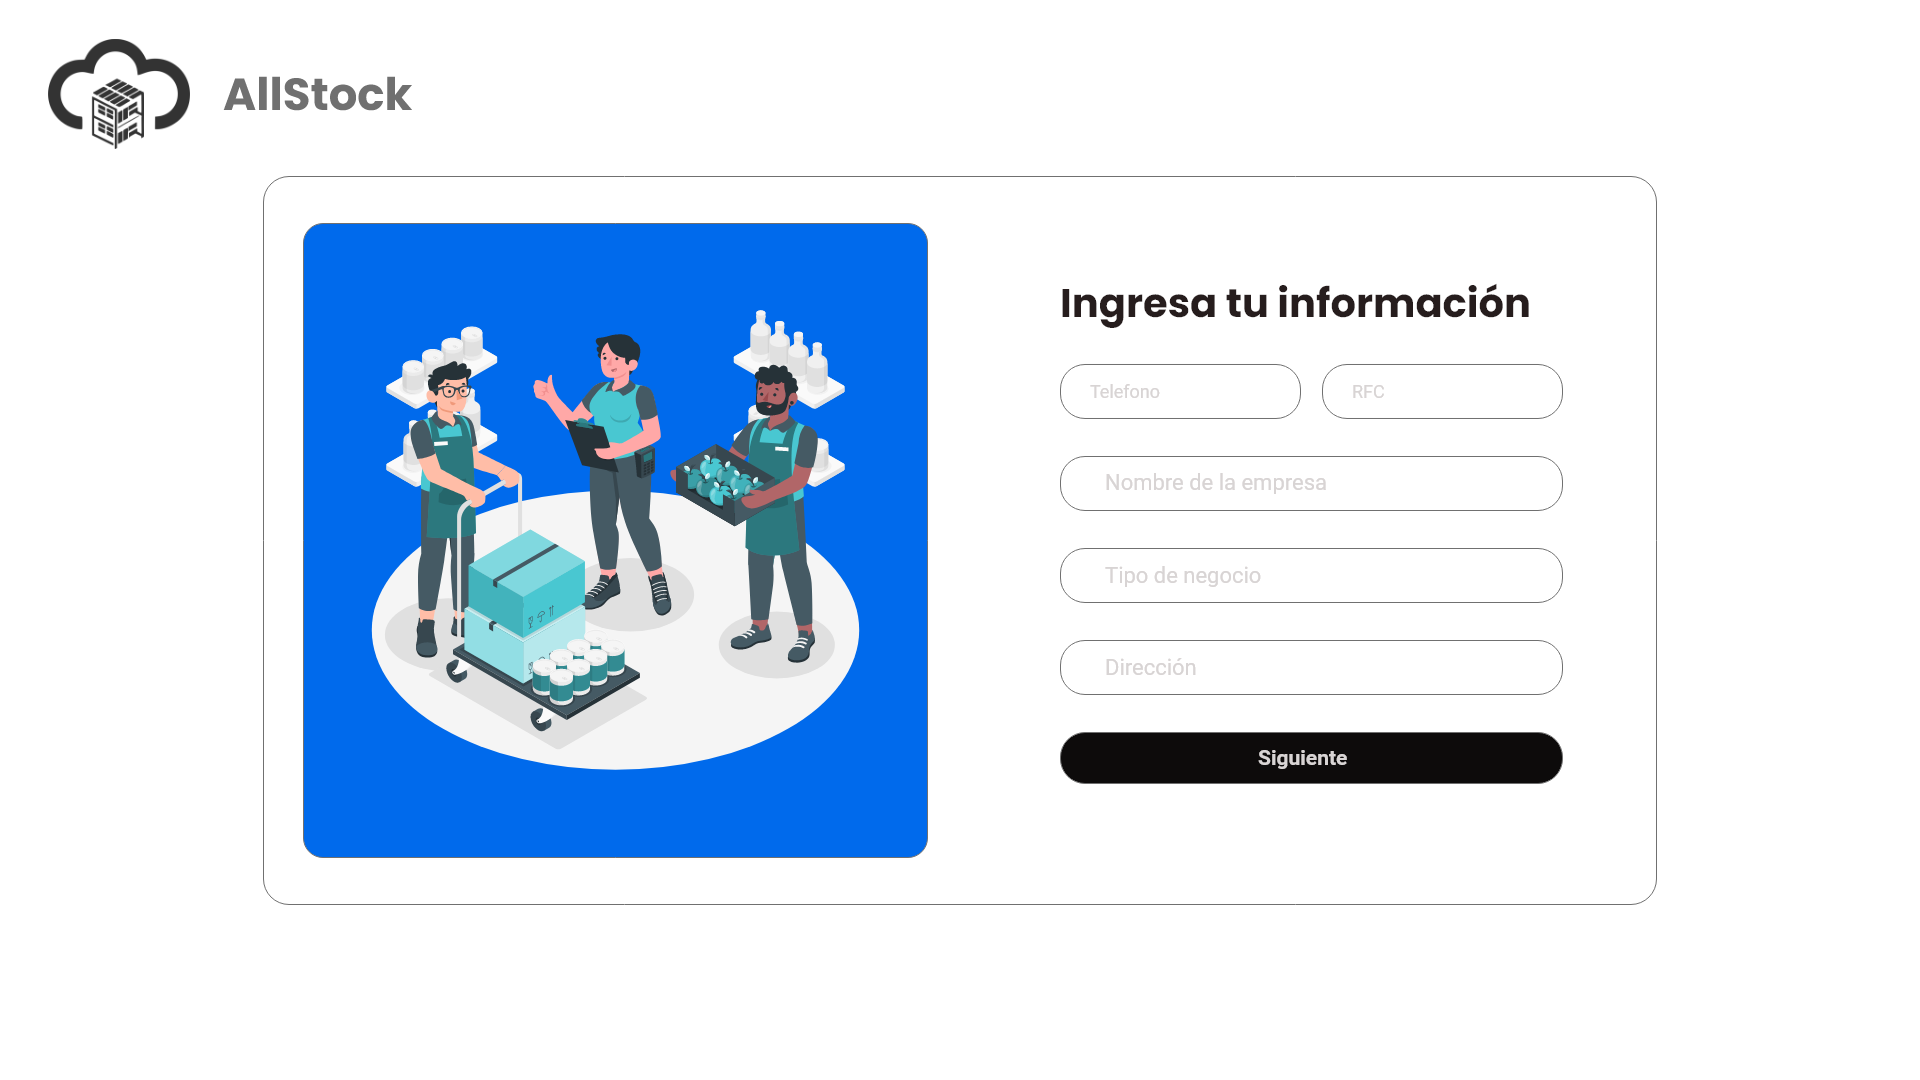 AllStock
Ingresa tu información
Telefono
RFC
Nombre de la empresa
Tipo de negocio
Dirección
Siguiente